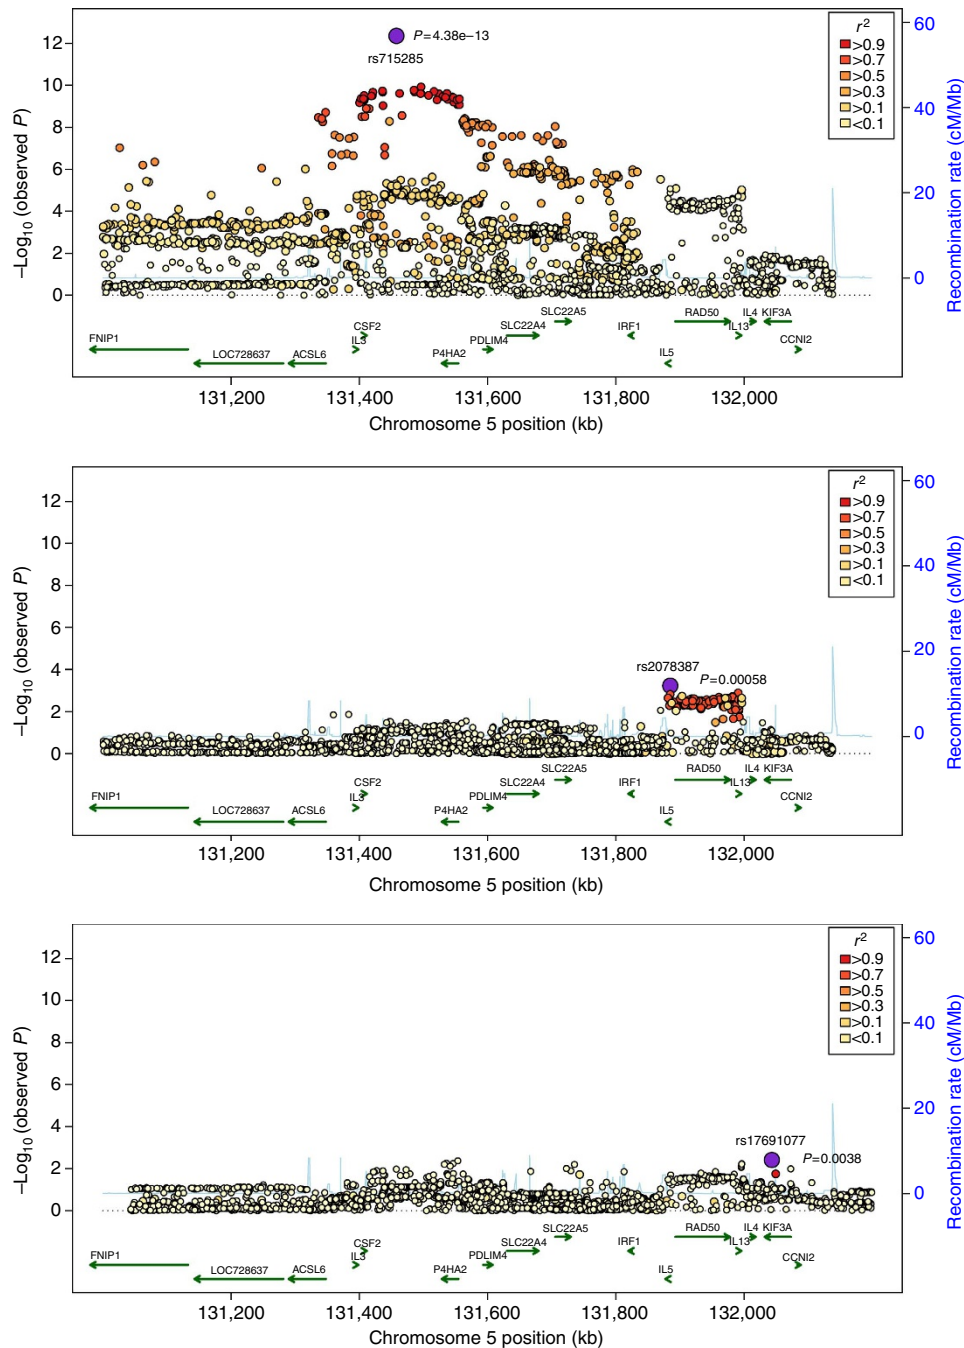 12
10
8
6
4
2
0
−Log10 (observed P)
P=4.38e−13
rs715285
r2
>0.9
>0.7
>0.5
>0.3
>0.1
<0.1
60
40
20
0
Recombination rate (cM/Mb)
FNIP1
LOC728637
ACSL6
IL3
CSF2
P4HA2
PDLIM4
SLC22A4
SLC22A5
IRF1
IL5
RAD50
IL13
IL4
KIF3A
CCNI2
131,200
131,400
131,600
131,800
132,000
Chromosome 5 position (kb)
12
10
8
6
4
2
0
−Log10 (observed P)
rs2078387
P=0.00058
r2
>0.9
>0.7
>0.5
>0.3
>0.1
<0.1
60
40
20
0
Recombination rate (cM/Mb)
FNIP1
LOC728637
ACSL6
IL3
CSF2
P4HA2
PDLIM4
SLC22A4
SLC22A5
IRF1
IL5
RAD50
IL13
IL4
KIF3A
CCNI2
131,200
131,400
131,600
131,800
132,000
Chromosome 5 position (kb)
12
10
8
6
4
2
0
−Log10 (observed P)
rs17691077
P=0.0038
r2
>0.9
>0.7
>0.5
>0.3
>0.1
<0.1
60
40
20
0
Recombination rate (cM/Mb)
FNIP1
LOC728637
ACSL6
IL3
CSF2
P4HA2
PDLIM4
SLC22A4
SLC22A5
IRF1
IL5
RAD50
IL13
IL4
KIF3A
CCNI2
131,200
131,400
131,600
131,800
132,000
Chromosome 5 position (kb)